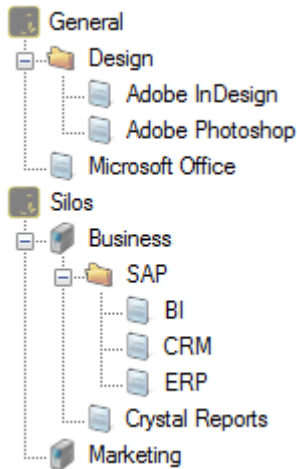 General
Design
Adobe InDesign
Adobe Photoshop
Microsoft Office
Silos
Business
SAP
BI
CRM
ERP
Crystal Reports
Marketing